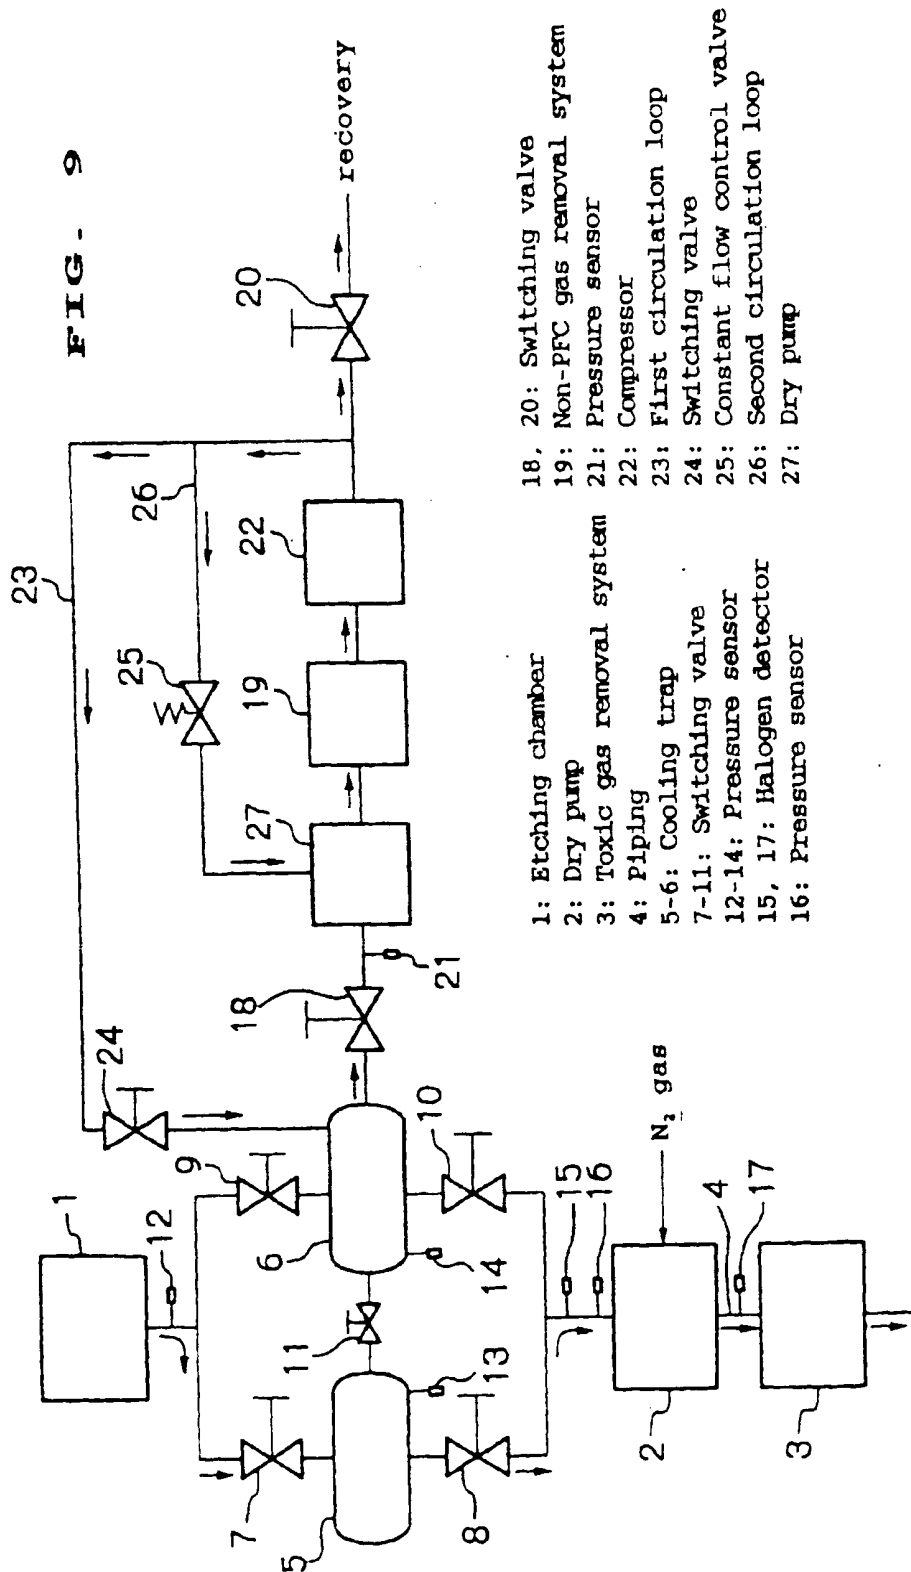 FIG. 9
recovery
20
23
26
22
25
19
27
21
18
24
10
9
6
14
1
12
11
13
7
5
8
15
16
N₂ gas
2
4
17
3
1: Etching chamber
2: Dry pump
3: Toxic gas removal system
4: Piping
5-6: Cooling trap
7-11: Switching valve
12-14: Pressure sensor
15, 17: Halogen detector
16: Pressure sensor
18, 20: Switching valve
19: Non-PFC gas removal system
21: Pressure sensor
22: Compressor
23: First circulation loop
24: Switching valve
25: Constant flow control valve
26: Second circulation loop
27: Dry pump